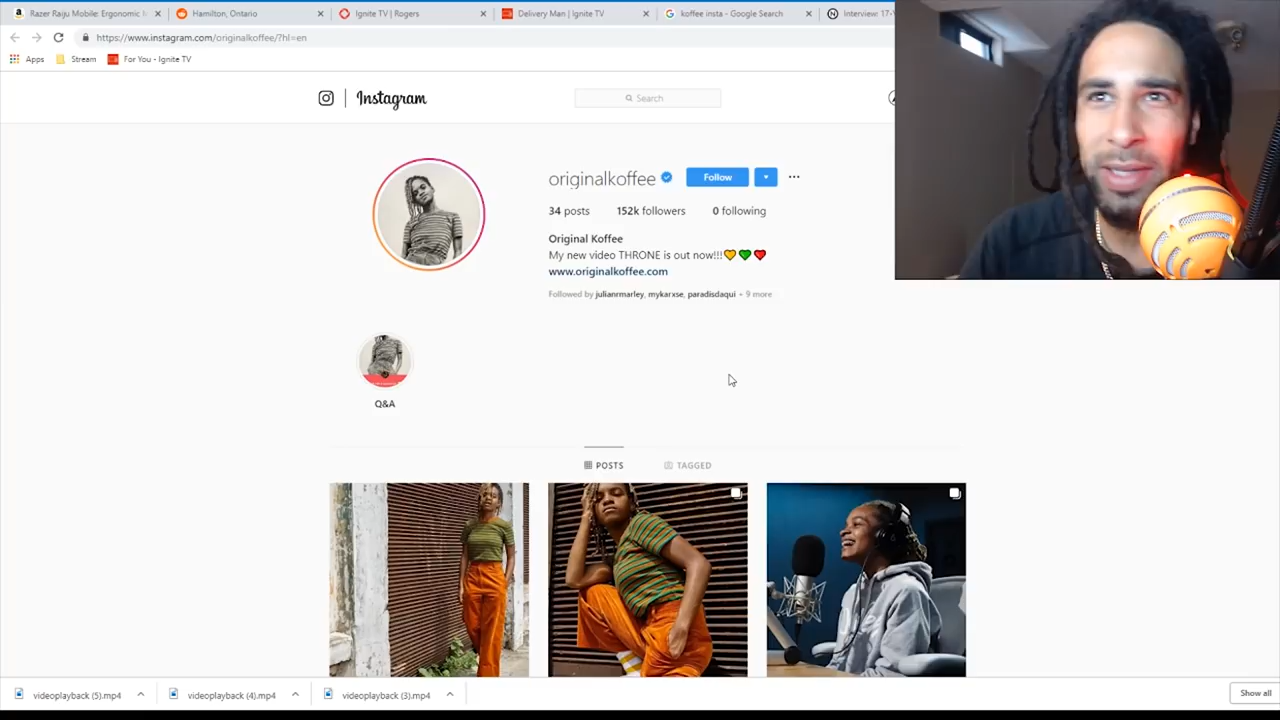 Razer Raiju Mobile: Ergonomic
Hamilton, Ontario
Ignite TV | Rogers
Delivery Man | Ignite TV
koffee insta - Google Search
Interview: 17-Y
https://www.instagram.com/originalkoffee/?hl=en
Apps
Stream
For You - Ignite TV
Instagram
Search
originalkoffee
Follow
34 posts
152k followers
0 following
Original Koffee
My new video THRONE is out now!!!💛💚❤️
www.originalkoffee.com
Followed by julianrmarley, mykarxse, paradisdaqui + 9 more
Q&A
POSTS
TAGGED
videoplayback (5).mp4
videoplayback (4).mp4
videoplayback (3).mp4
Show all